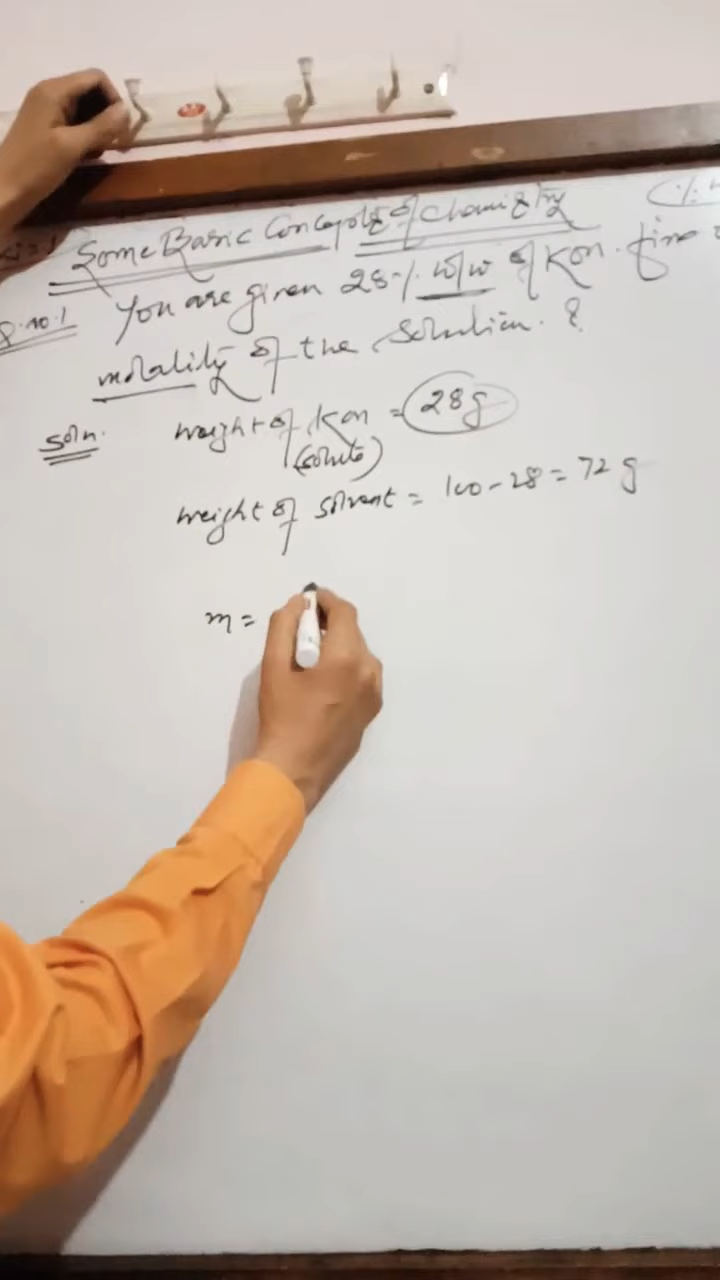 Some Basic Concepts of Chemistry
Q.no.1 You are given 28% w/w of KOH. find
molality of the solution. ?
Soln. weight of KOH = 28g
(solute)
weight of solvent = 100 - 28 = 72 g
m =